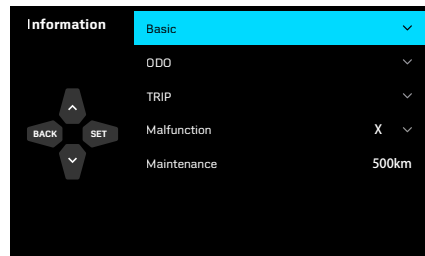 Information
Basic
ODO
TRIP
Malfunction X
Maintenance 500km
BACK SET